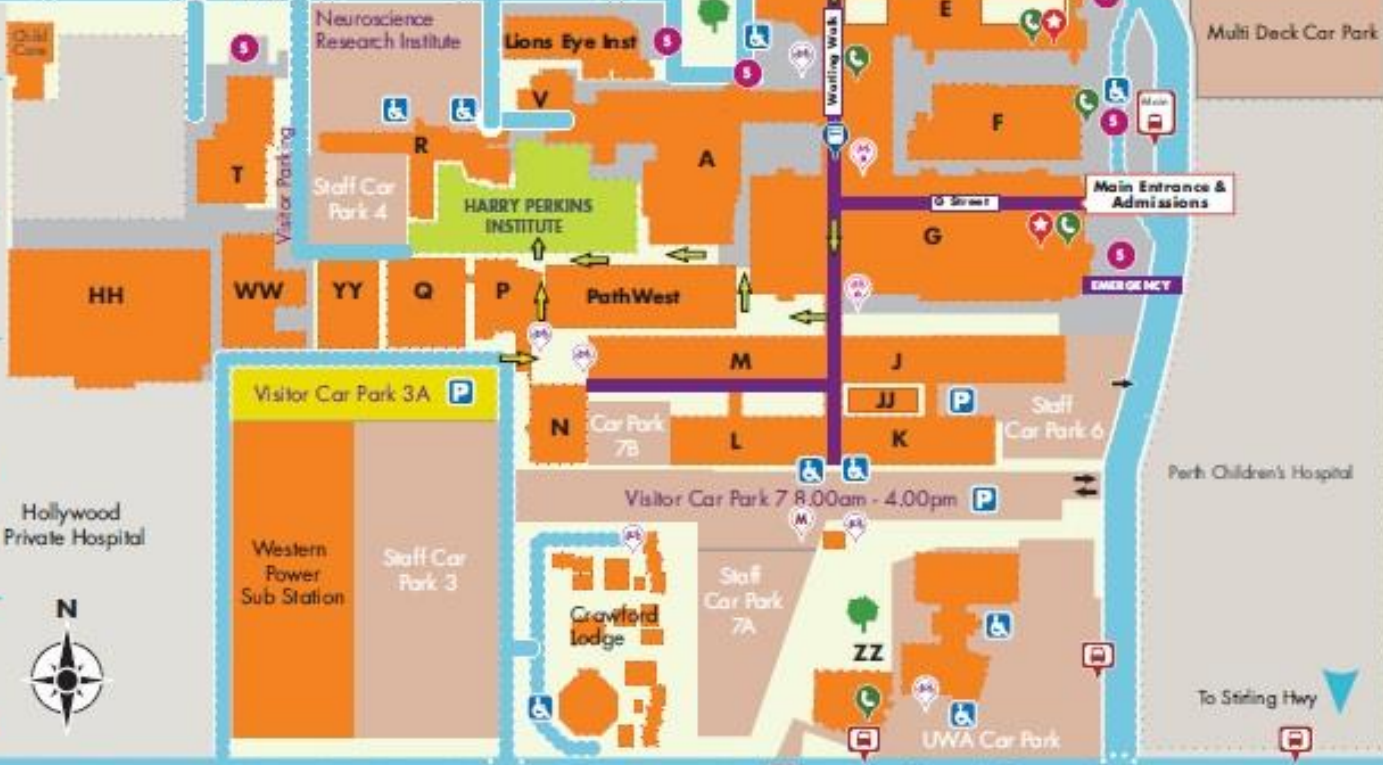 Child
Care
Neuroscience
Research Institute
Lions Eye Inst
S
S
S
V
Watling Walk
E
Multi Deck Car Park
F
S
Main
T
Visitor Parking
R
A
Staff Car
Park 4
HARRY PERKINS
INSTITUTE
G Street
Main Entrance &
Admissions
G
S
EMERGENCY
HH
WW
YY
Q
P
PathWest
M
J
Visitor Car Park 3A P
JJ
P
N
Car Park
7B
L
K
Staff
Car Park 6
Perth Children's Hospital
Visitor Car Park 7 8.00am - 4.00pm P
M
Hollywood
Private Hospital
Western
Power
Sub Station
Staff Car
Park 3
Staff
Car Park
7A
Crawford
Lodge
N
ZZ
To Stirling Hwy
UWA Car Park